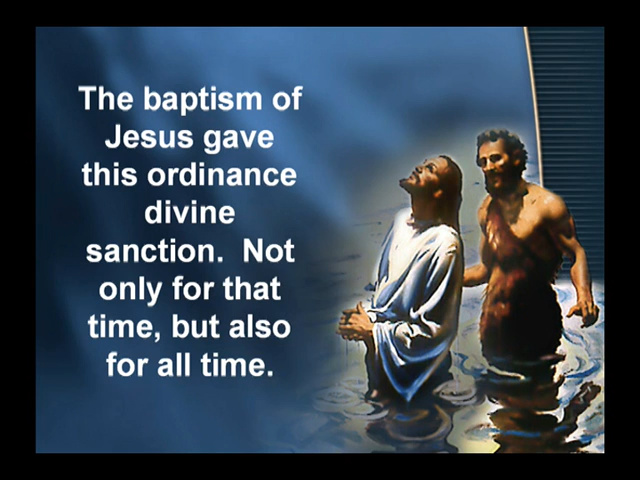 The baptism of
Jesus gave
this ordinance
divine
sanction.  Not
only for that
time, but also
for all time.